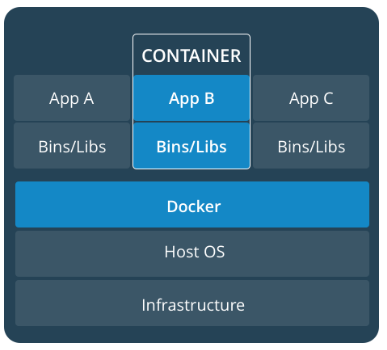 CONTAINER
App A App B App C
Bins/Libs Bins/Libs Bins/Libs
Docker
Host OS
Infrastructure